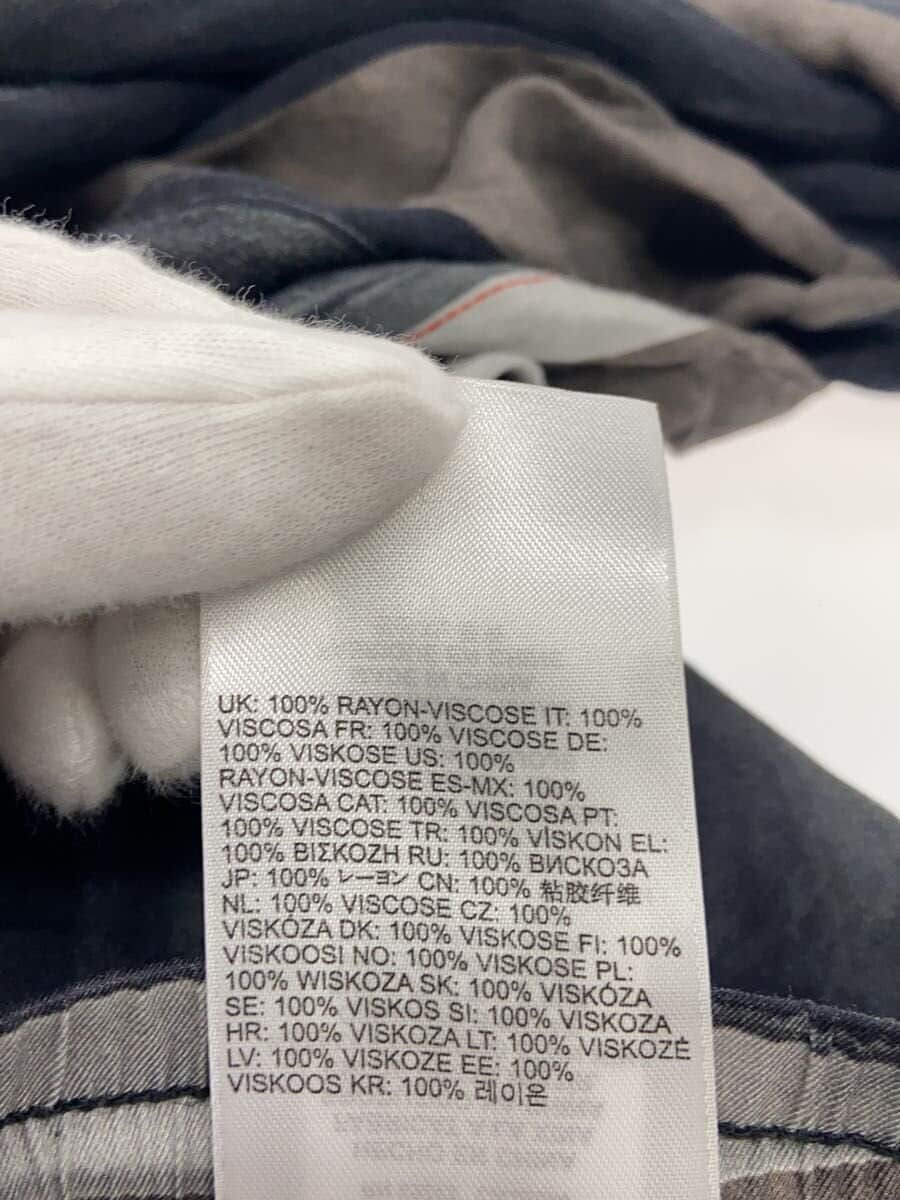 UK: 100% RAYON-VISCOSE IT: 100%
VISCOSA FR: 100% VISCOSE DE:
100% VISKOSE US: 100%
RAYON-VISCOSE ES-MX: 100%
VISCOSA CAT: 100% VISCOSA PT:
100% VISCOSE TR: 100% VİSKON EL:
100% ΒΙΣΚΟΖΗ RU: 100% ВИСКОЗА
JP: 100% レーヨン CN: 100% 粘胶纤维
NL: 100% VISCOSE CZ: 100%
VISKÓZA DK: 100% VISKOSE FI: 100%
VISKOOSI NO: 100% VISKOSE PL:
100% WISKOZA SK: 100% VISKÓZA
SE: 100% VISKOS SI: 100% VISKOZA
HR: 100% VISKOZA LT: 100% VISKOZĖ
LV: 100% VISKOZE EE: 100%
VISKOOS KR: 100% 레이온